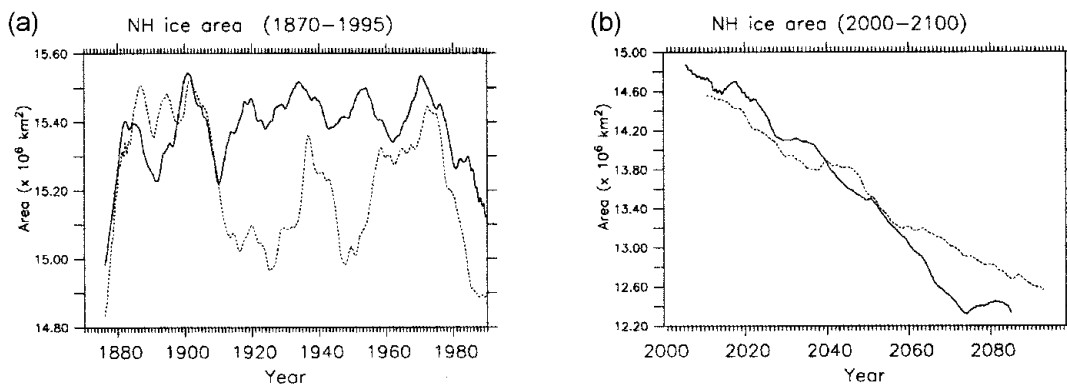 (a)
NH ice area (1870–1995)
Area (x 10⁶ km²)
15.60
15.40
15.20
15.00
14.80
1880 1900 1920 1940 1960 1980
Year
(b)
NH ice area (2000–2100)
Area (x 10⁶ km²)
15.00
14.60
14.20
13.80
13.40
13.00
12.60
12.20
2000 2020 2040 2060 2080
Year